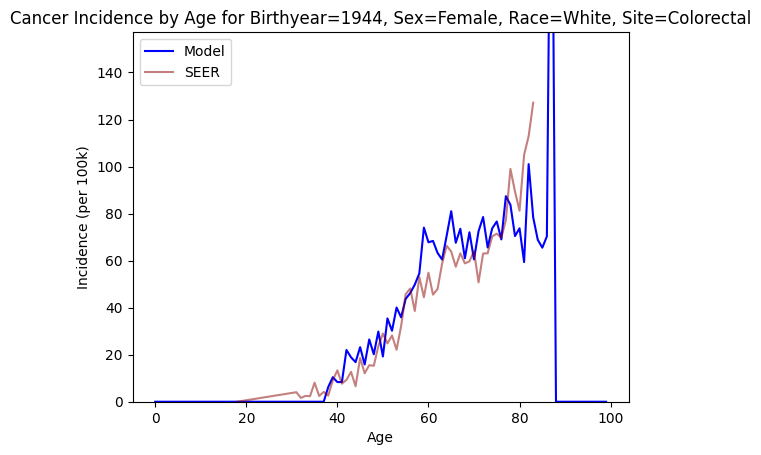 Cancer Incidence by Age for Birthyear=1944, Sex=Female, Race=White, Site=Colorectal
Model
SEER
140
120
100
80
60
40
20
0
Incidence (per 100k)
0 20 40 60 80 100
Age